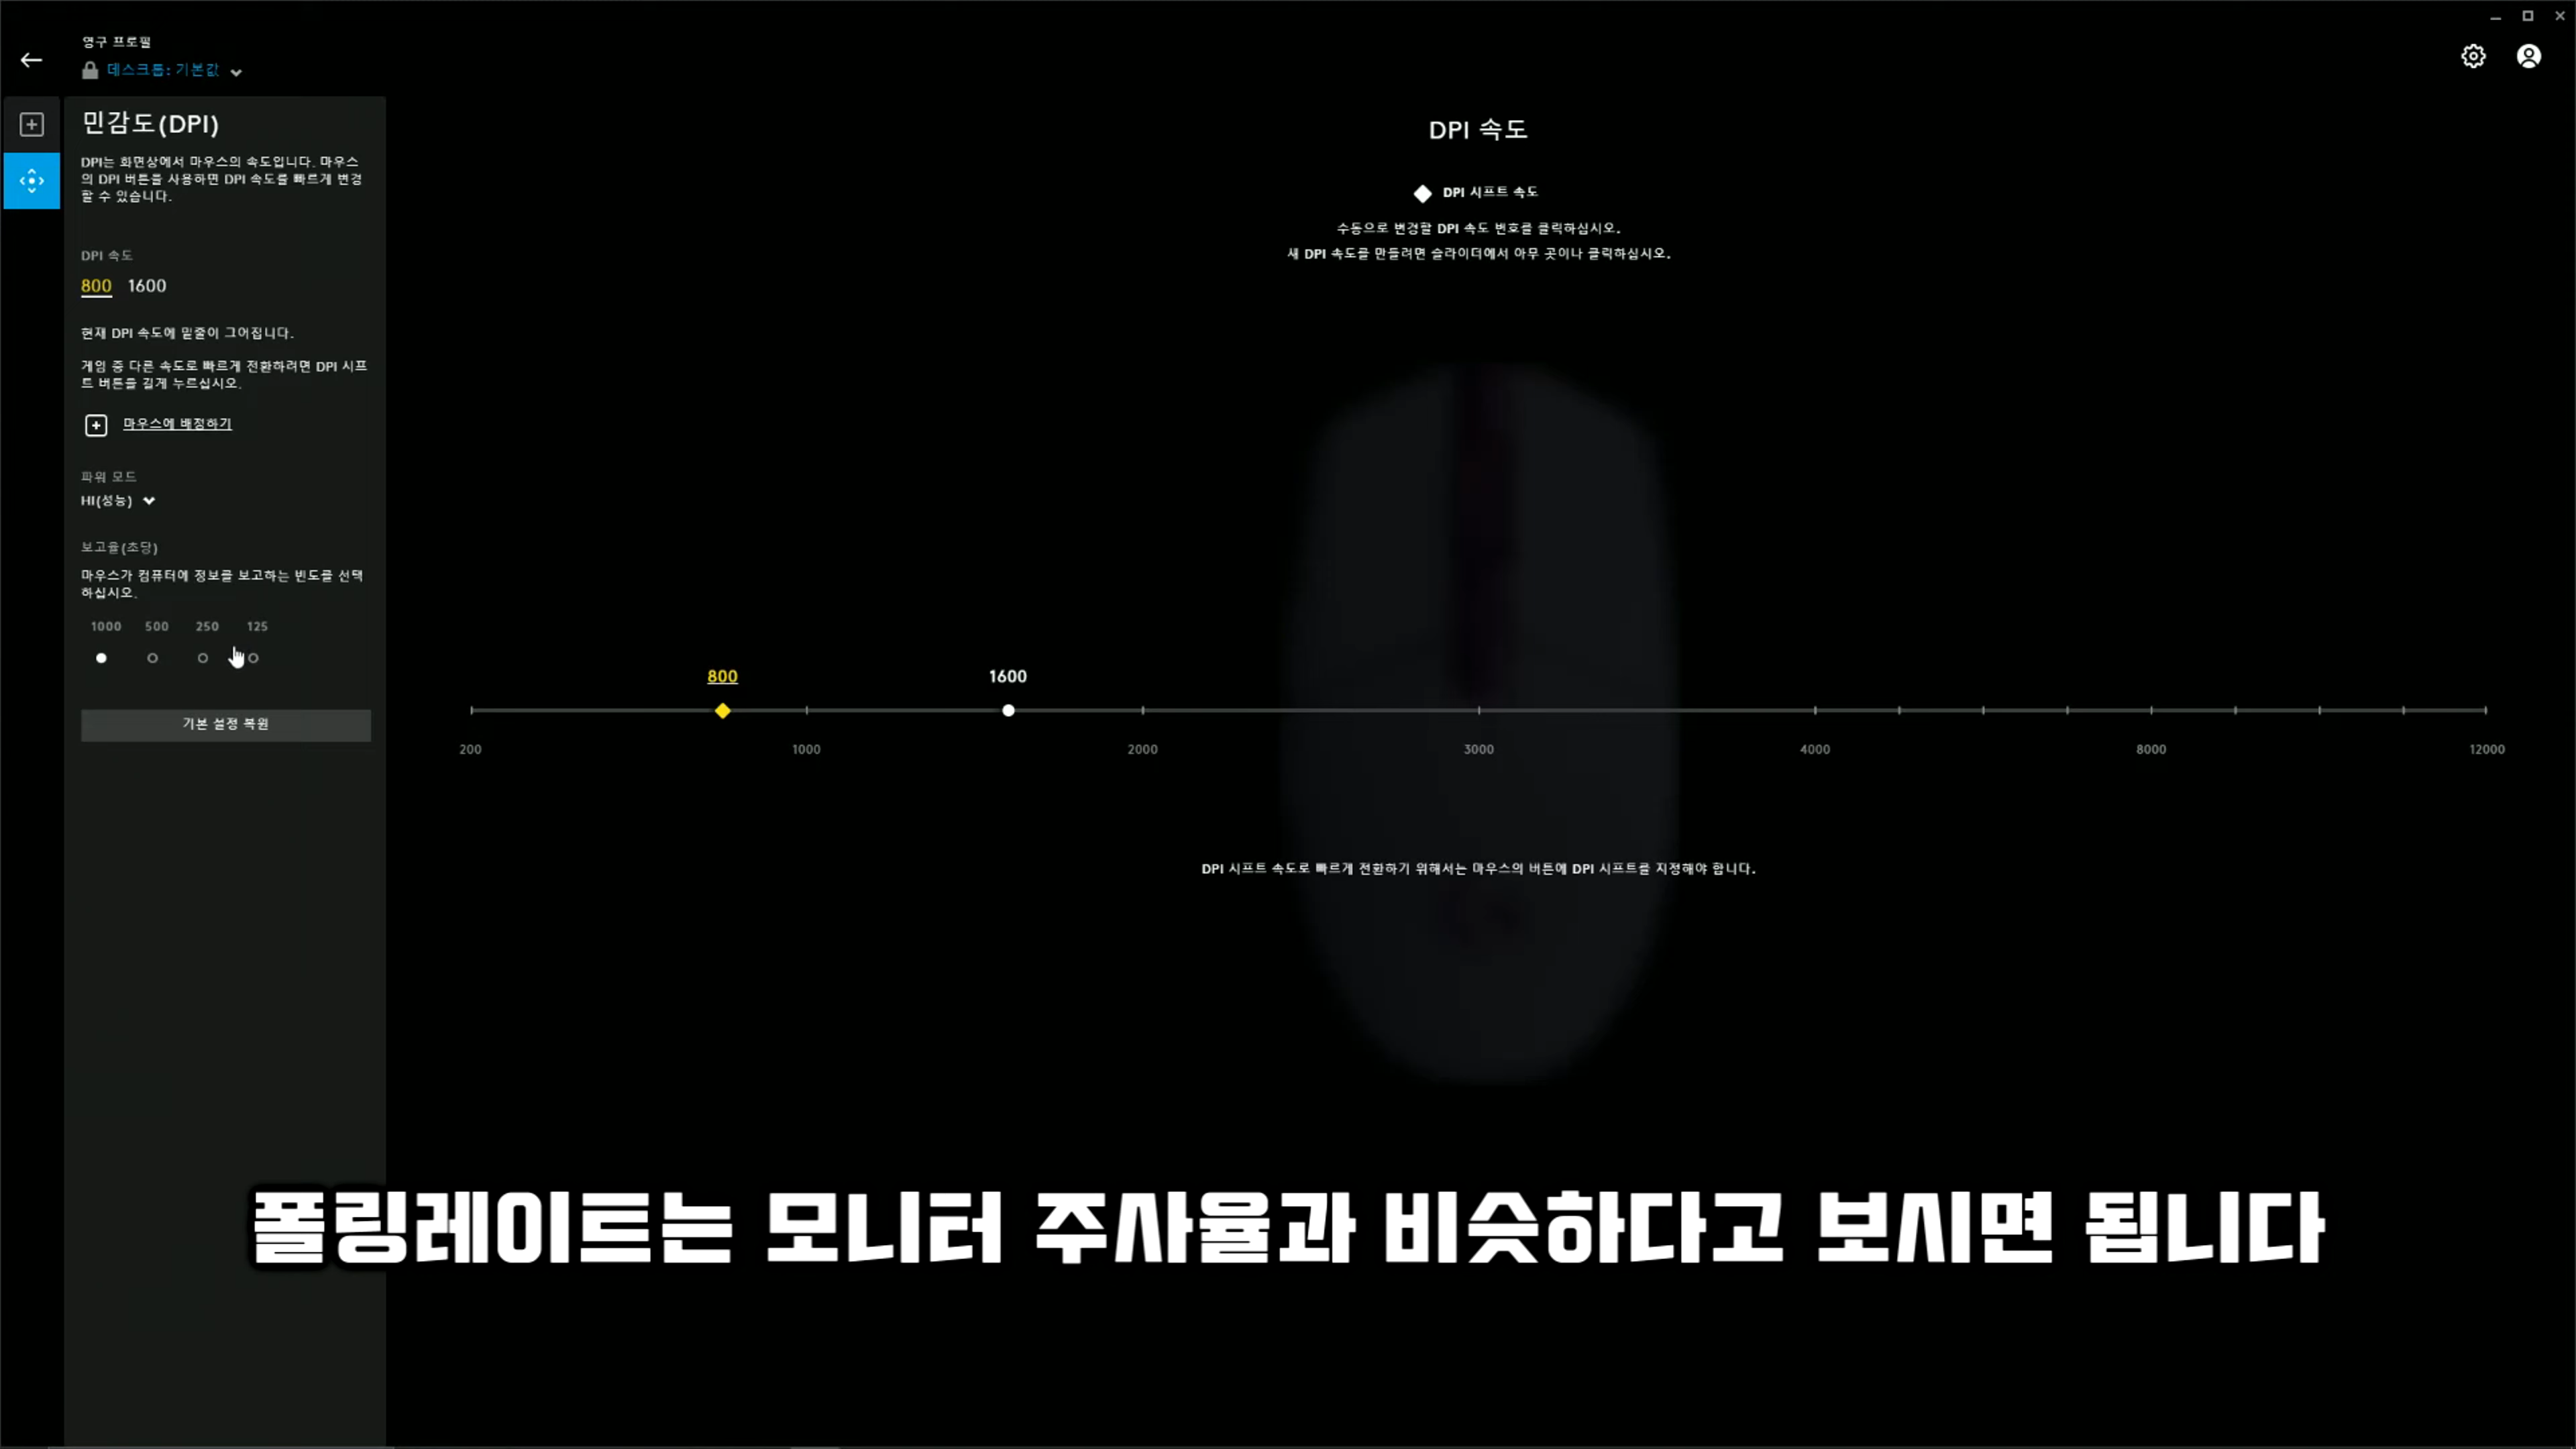 영구 프로필
데스크톱: 기본값
민감도(DPI)
DPI는 화면상에서 마우스의 속도입니다. 마우스
의 DPI 버튼을 사용하면 DPI 속도를 빠르게 변경
할 수 있습니다.
DPI 속도
800 1600
현재 DPI 속도에 밑줄이 그어집니다.
게임 중 다른 속도로 빠르게 전환하려면 DPI 시프
트 버튼을 길게 누르십시오.
마우스에 배정하기
파워 모드
HI(성능)
보고율(초당)
마우스가 컴퓨터에 정보를 보고하는 빈도를 선택
하십시오.
1000 500 250 125
기본 설정 복원
DPI 속도
DPI 시프트 속도
수동으로 변경할 DPI 속도 번호를 클릭하십시오.
새 DPI 속도를 만들려면 슬라이더에서 아무 곳이나 클릭하십시오.
800 1600
200 1000 2000 3000 4000 8000 12000
DPI 시프트 속도로 빠르게 전환하기 위해서는 마우스의 버튼에 DPI 시프트를 지정해야 합니다.
폴링레이트는 모니터 주사율과 비슷하다고 보시면 됩니다